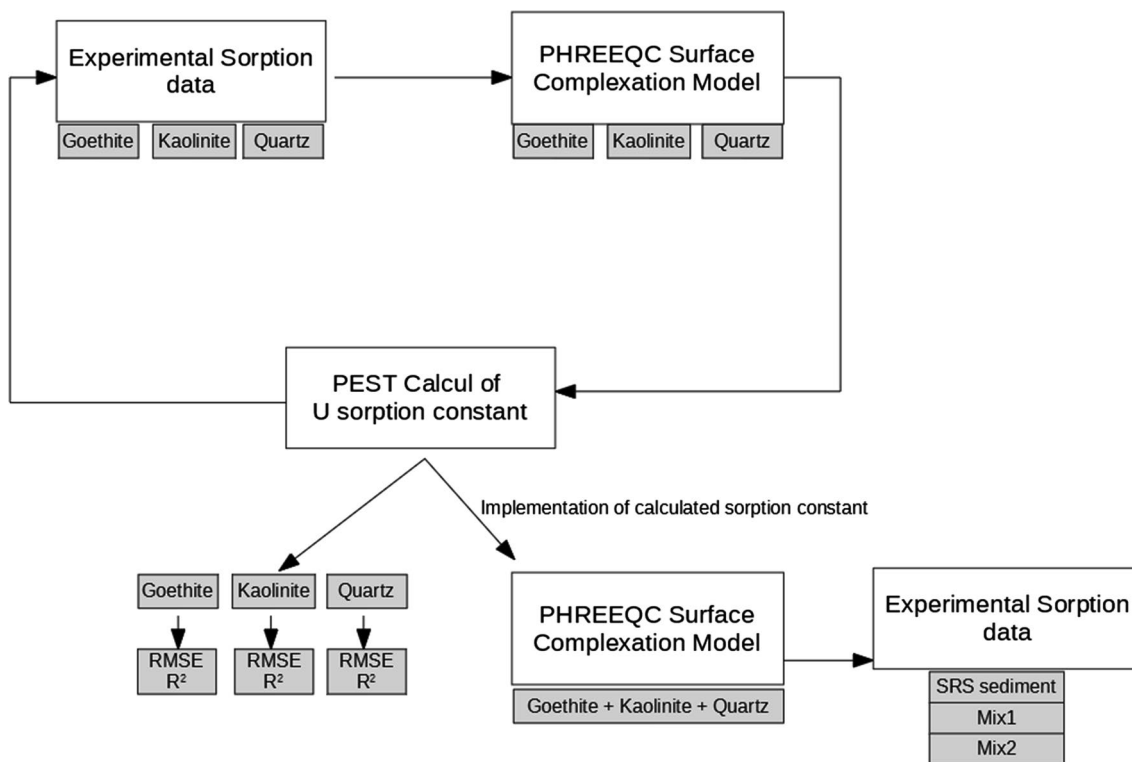 Experimental Sorption
data
Goethite
Kaolinite
Quartz
PHREEQC Surface
Complexation Model
Goethite
Kaolinite
Quartz
PEST Calcul of
U sorption constant
Implementation of calculated sorption constant
Goethite
Kaolinite
Quartz
RMSE
R²
RMSE
R²
RMSE
R²
PHREEQC Surface
Complexation Model
Goethite + Kaolinite + Quartz
Experimental Sorption
data
SRS sediment
Mix1
Mix2